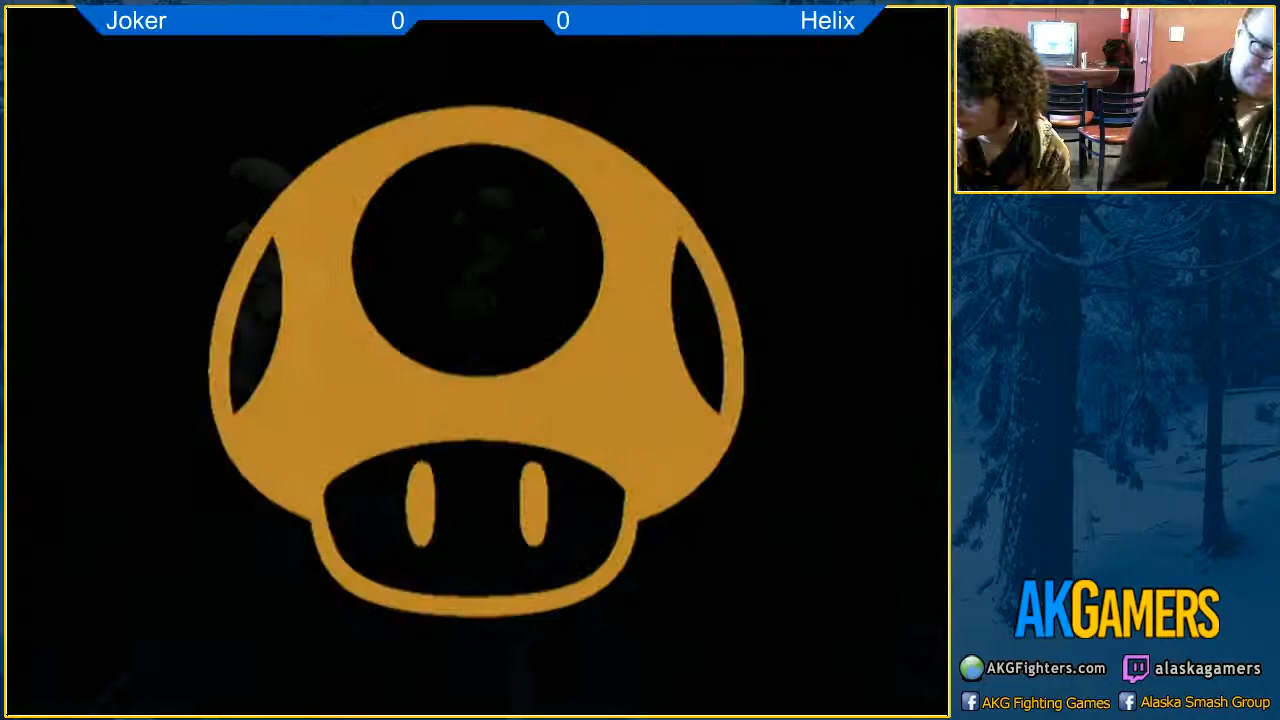 Joker 0 0 Helix
AKGAMERS
AKGFighters.com alaskagamers
AKG Fighting Games Alaska Smash Group